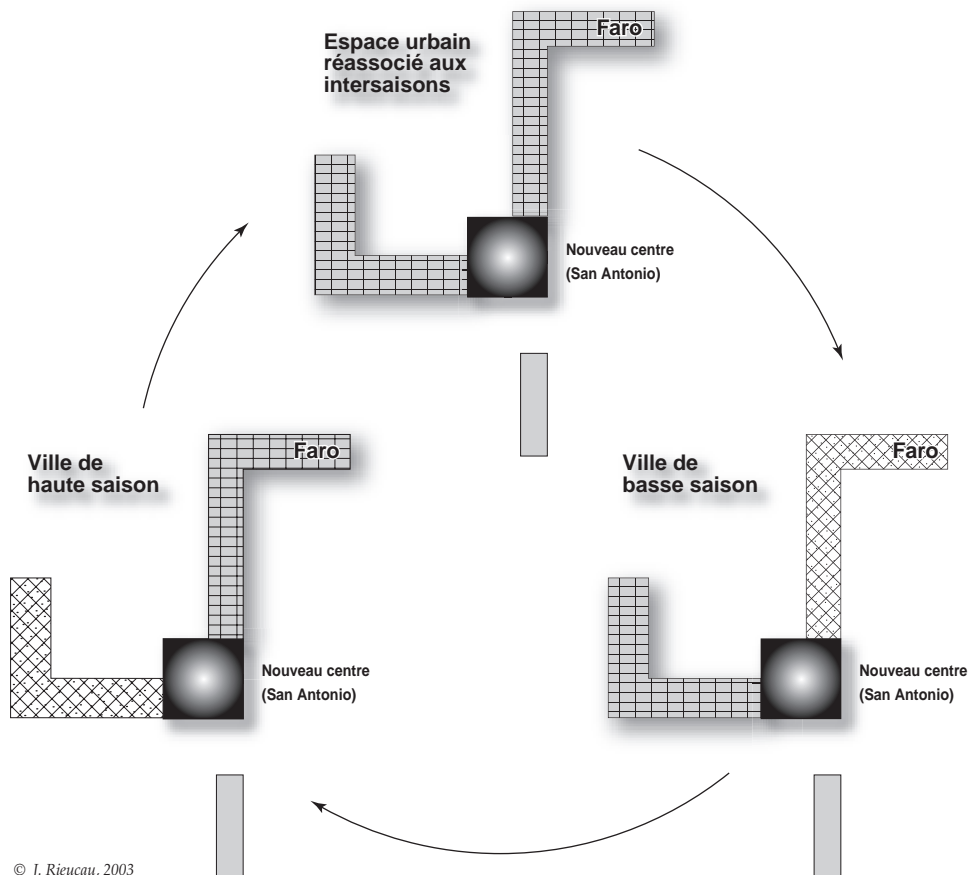 Faro
Espace urbain
réassocié aux
intersaisons
Nouveau centre
(San Antonio)
Ville de
haute saison
Faro
Nouveau centre
(San Antonio)
Ville de
basse saison
Faro
Nouveau centre
(San Antonio)
© J. Rieucau, 2003